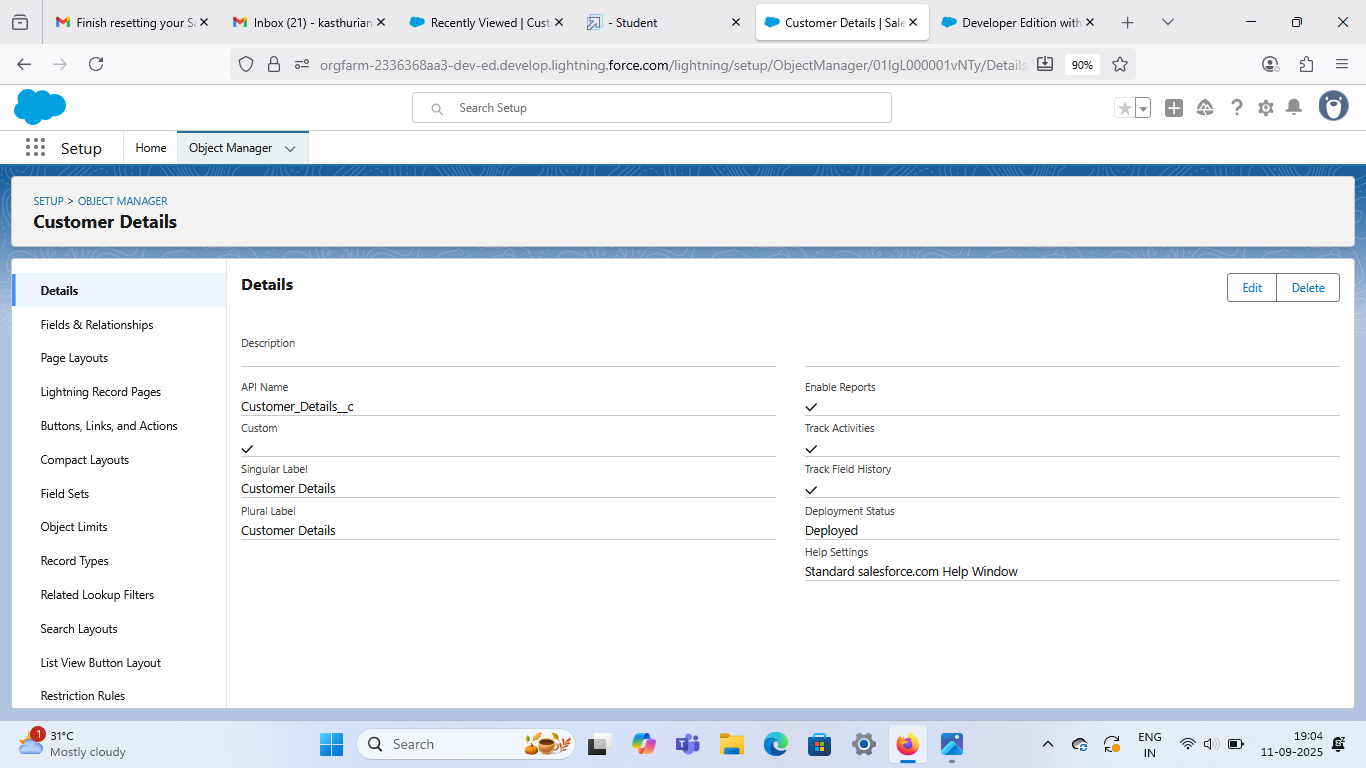 Finish resetting your Sa
Inbox (21) - kasthurian
Recently Viewed | Cust
- Student
Customer Details | Sale
Developer Edition with
orgfarm-2336368aa3-dev-ed.develop.lightning.force.com/lightning/setup/ObjectManager/01IgL000001vNTy/Details,
90%
Search Setup
Setup
Home
Object Manager
SETUP > OBJECT MANAGER
Customer Details
Details
Fields & Relationships
Page Layouts
Lightning Record Pages
Buttons, Links, and Actions
Compact Layouts
Field Sets
Object Limits
Record Types
Related Lookup Filters
Search Layouts
List View Button Layout
Restriction Rules
Details
Edit
Delete
Description
API Name
Customer_Details__c
Custom
Singular Label
Customer Details
Plural Label
Customer Details
Enable Reports
Track Activities
Track Field History
Deployment Status
Deployed
Help Settings
Standard salesforce.com Help Window
1
31°C
Mostly cloudy
Search
ENG
IN
19:04
11-09-2025